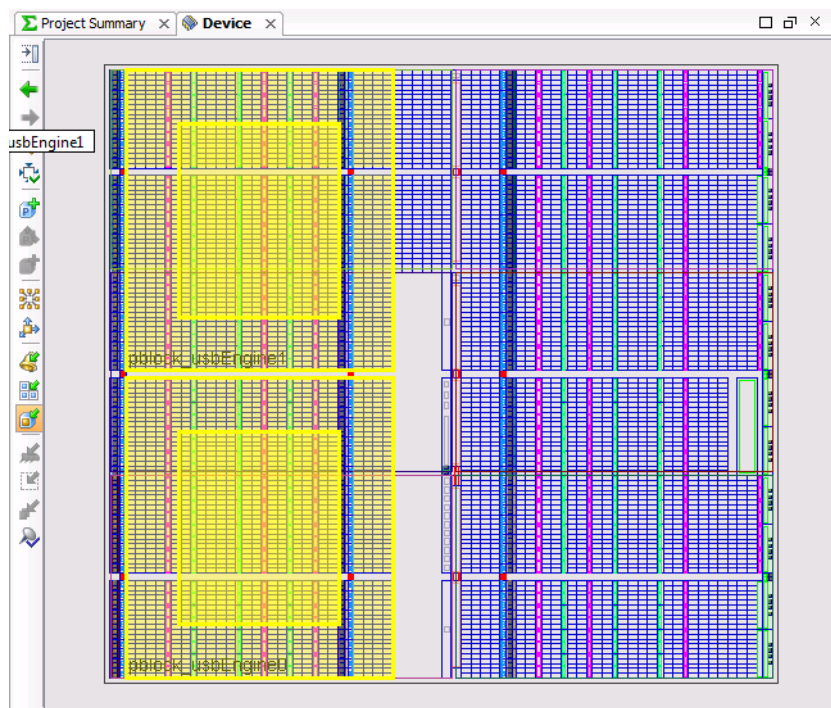 Project Summary
Device
usbEngine1
pblock_usbEngine1
pblock_usbEngine0